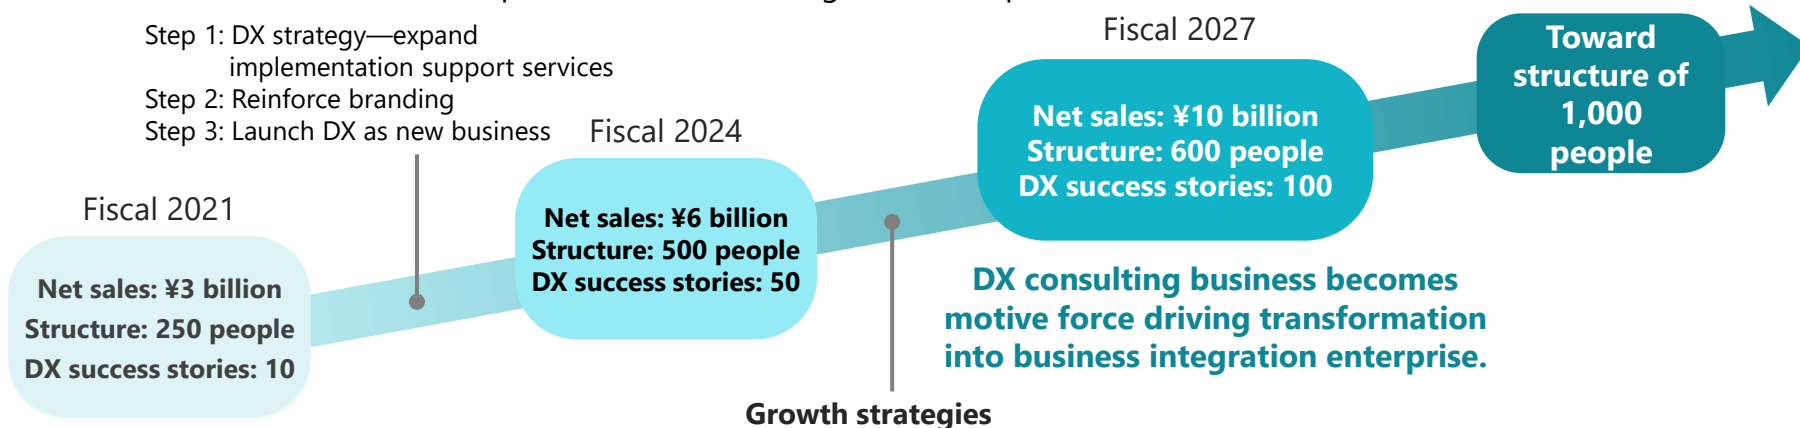 Step 1: DX strategy—expand
implementation support services
Step 2: Reinforce branding
Step 3: Launch DX as new business
Fiscal 2021
Net sales: ¥3 billion
Structure: 250 people
DX success stories: 10
Fiscal 2024
Net sales: ¥6 billion
Structure: 500 people
DX success stories: 50
Growth strategies
Fiscal 2027
Net sales: ¥10 billion
Structure: 600 people
DX success stories: 100
DX consulting business becomes
motive force driving transformation
into business integration enterprise.
Toward
structure of
1,000
people